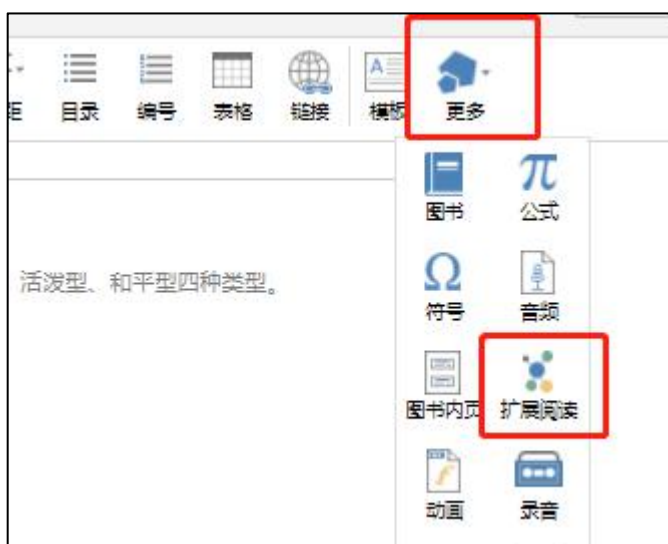 距 目录 编号 表格 链接 模板 更多
图书 公式
活泼型、和平型四种类型。
符号 音频
图书内页 扩展阅读
动画 录音